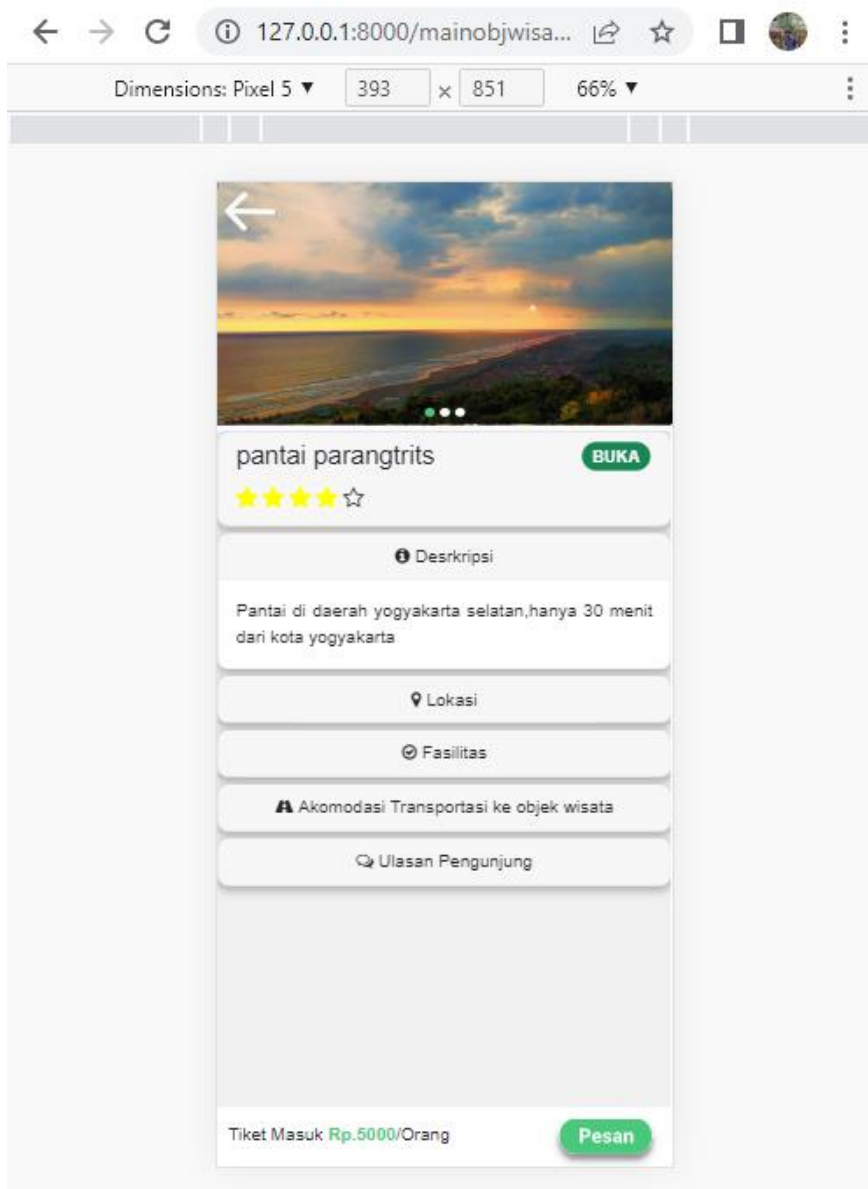 127.0.0.1:8000/mainobjwisa...
Dimensions: Pixel 5 ▼ 393 × 851 66% ▼
pantai parangtrits BUKA
Desrkripsi
Pantai di daerah yogyakarta selatan,hanya 30 menit
dari kota yogyakarta
Lokasi
Fasilitas
Akomodasi Transportasi ke objek wisata
Ulasan Pengunjung
Tiket Masuk Rp.5000/Orang Pesan